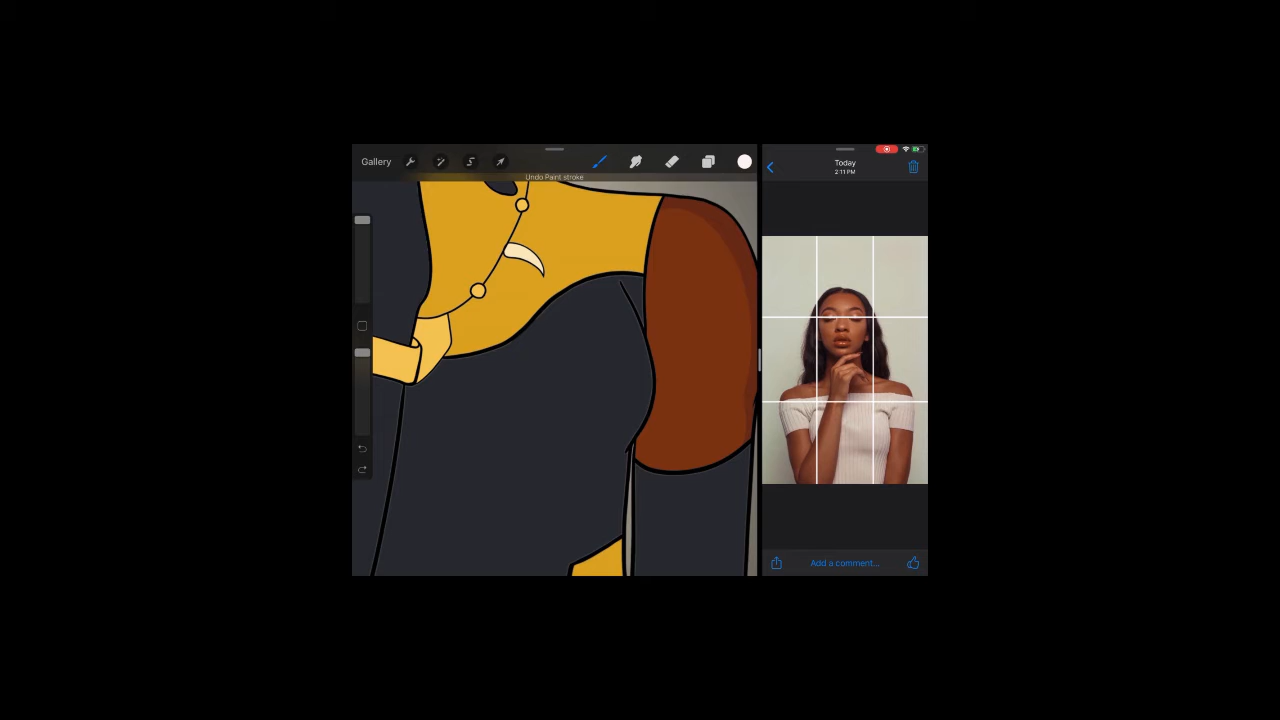 Gallery
Undo Paint stroke
Today
2:11 PM
Add a comment...